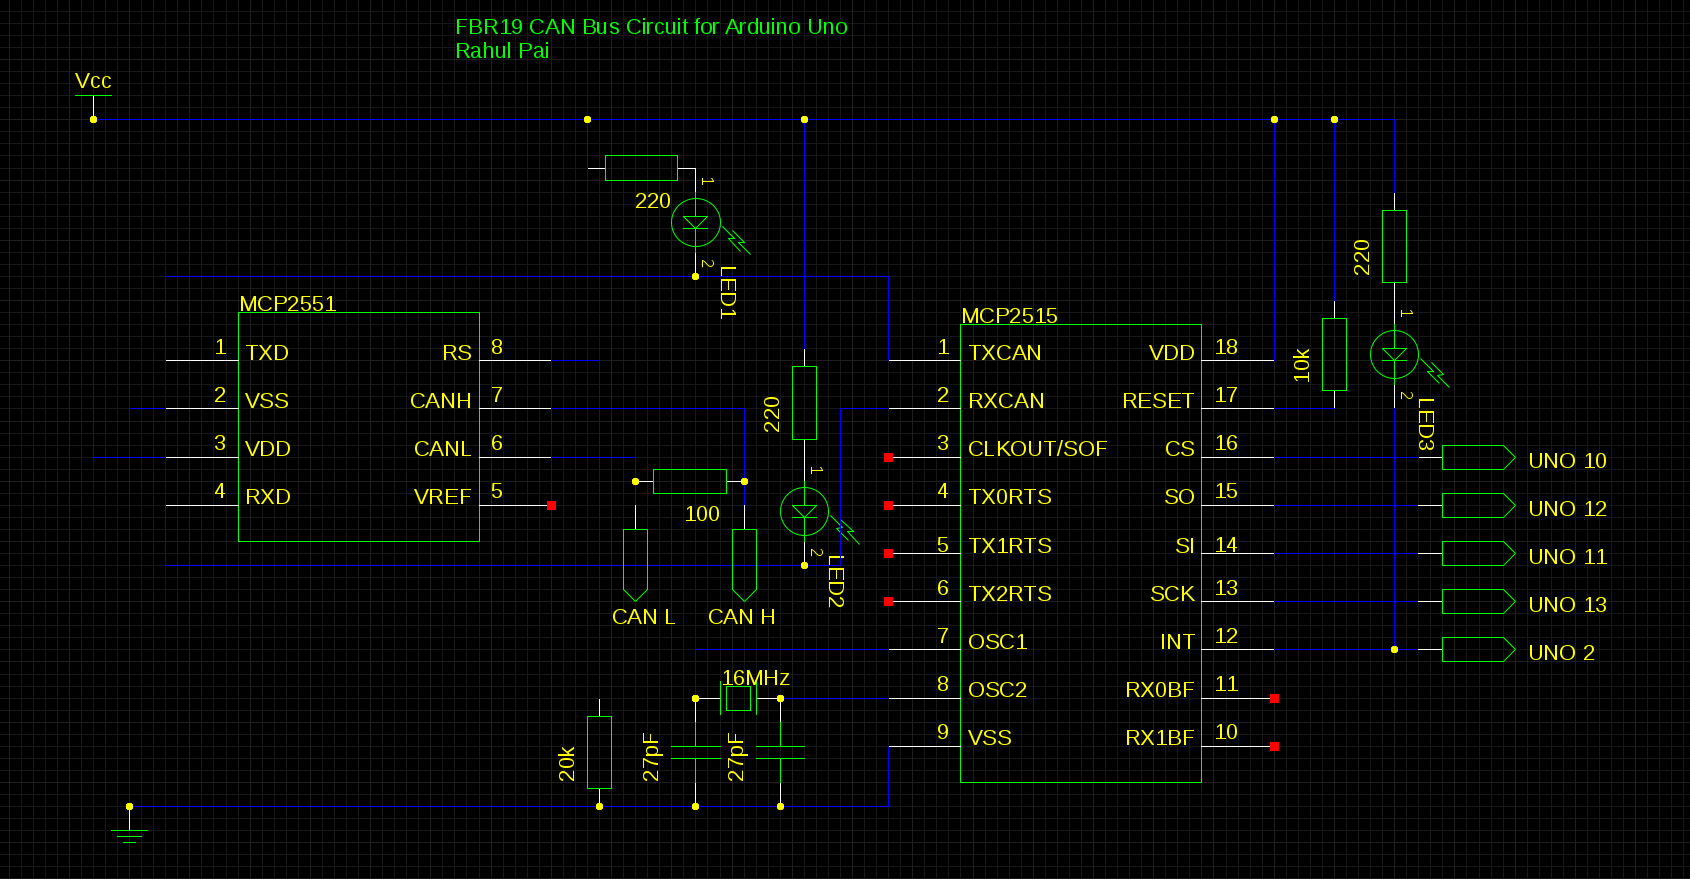 FBR19 CAN Bus Circuit for Arduino Uno
Rahul Pai
Vcc
220
1
2
LED1
MCP2551
1 TXD
2 VSS
3 VDD
4 RXD
RS 8
CANH 7
CANL 6
VREF 5
100
CAN L
CAN H
220
1
2
LED2
MCP2515
1 TXCAN
2 RXCAN
3 CLKOUT/SOF
4 TX0RTS
5 TX1RTS
6 TX2RTS
7 OSC1
8 OSC2
9 VSS
VDD 18
RESET 17
CS 16
SO 15
SI 14
SCK 13
INT 12
RX0BF 11
RX1BF 10
10k
220
1
2
LED3
UNO 10
UNO 12
UNO 11
UNO 13
UNO 2
16MHz
20k
27pF
27pF